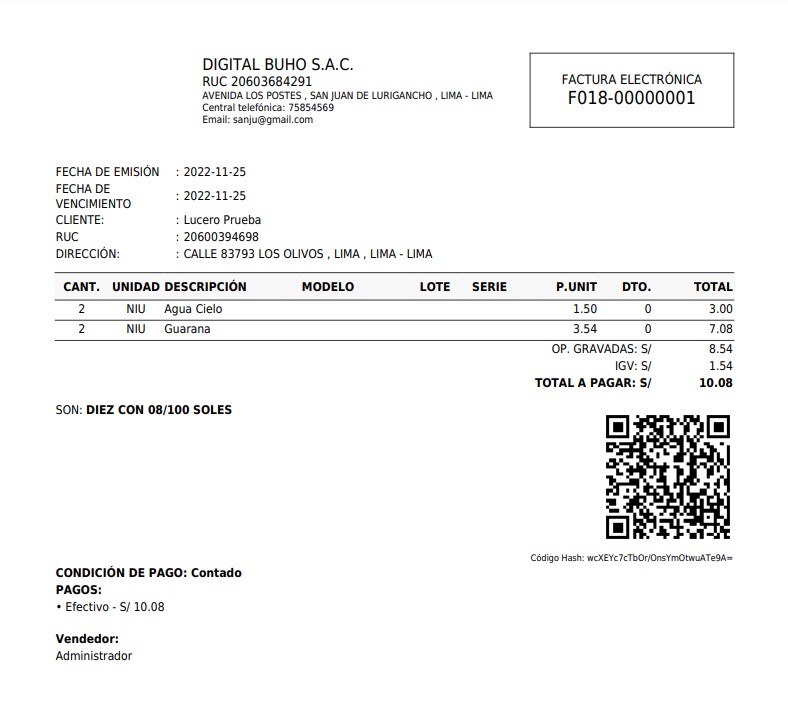 DIGITAL BUHO S.A.C.
RUC 20603684291
AVENIDA LOS POSTES , SAN JUAN DE LURIGANCHO , LIMA - LIMA
Central telefónica: 75854569
Email: sanju@gmail.com
FACTURA ELECTRÓNICA
F018-00000001
FECHA DE EMISIÓN : 2022-11-25
FECHA DE VENCIMIENTO : 2022-11-25
CLIENTE: : Lucero Prueba
RUC : 20600394698
DIRECCIÓN: : CALLE 83793 LOS OLIVOS , LIMA , LIMA - LIMA
CANT. UNIDAD DESCRIPCIÓN MODELO LOTE SERIE P.UNIT DTO. TOTAL
2 NIU Agua Cielo 1.50 0 3.00
2 NIU Guarana 3.54 0 7.08
OP. GRAVADAS: S/ 8.54
IGV: S/ 1.54
TOTAL A PAGAR: S/ 10.08
SON: DIEZ CON 08/100 SOLES
Código Hash: wcXEYc7cTbOr/OnsYmOtwuATe9A=
CONDICIÓN DE PAGO: Contado
PAGOS:
• Efectivo - S/ 10.08
Vendedor:
Administrador